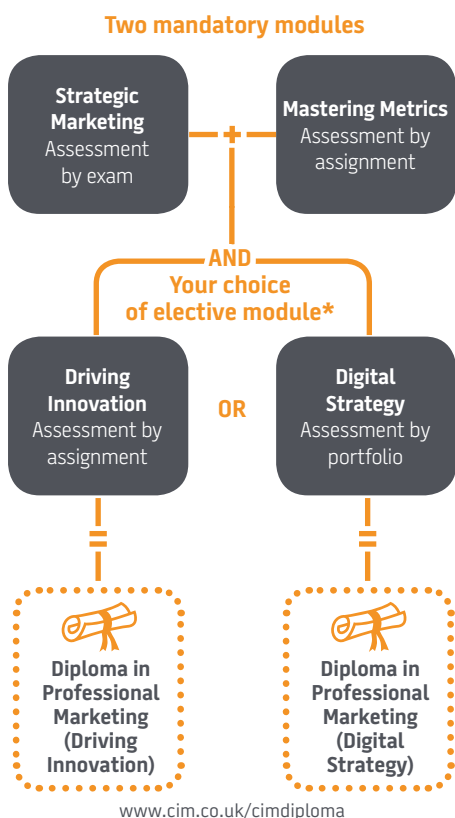 Two mandatory modules
Strategic
Marketing
Assessment
by exam
+
Mastering Metrics
Assessment by
assignment
AND
Your choice
of elective module*
Driving
Innovation
Assessment by
assignment
OR
Digital
Strategy
Assessment by
portfolio
=
=
Diploma in
Professional
Marketing
(Driving
Innovation)
Diploma in
Professional
Marketing
(Digital
Strategy)
www.cim.co.uk/cimdiploma